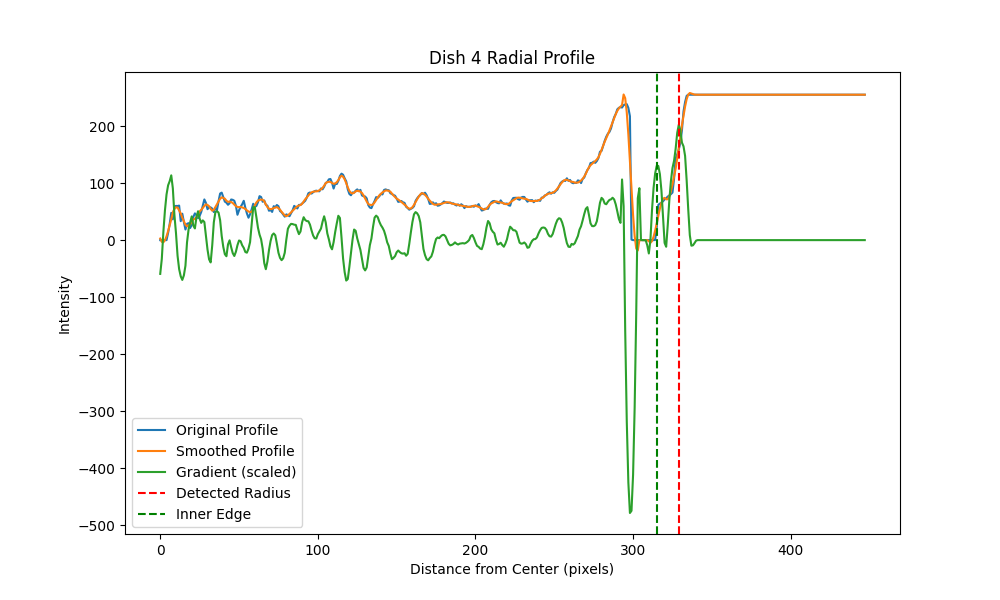 Dish 4 Radial Profile
Intensity
200
100
0
−100
−200
−300
−400
−500
Original Profile
Smoothed Profile
Gradient (scaled)
Detected Radius
Inner Edge
0 100 200 300 400
Distance from Center (pixels)